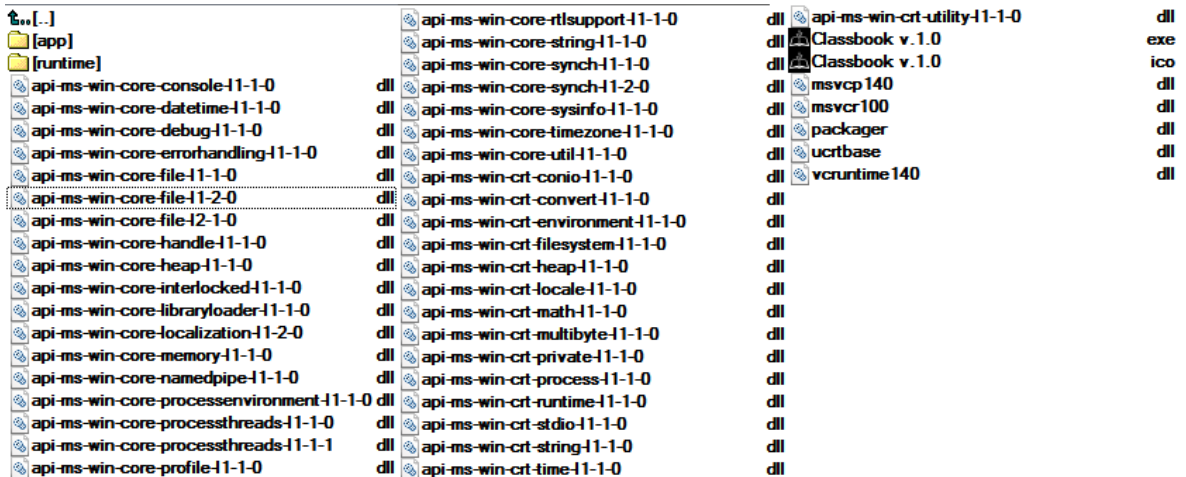 [..]
[app]
[runtime]
api-ms-win-core-console-l1-1-0 dll
api-ms-win-core-datetime-l1-1-0 dll
api-ms-win-core-debug-l1-1-0 dll
api-ms-win-core-errorhandling-l1-1-0 dll
api-ms-win-core-file-l1-1-0 dll
api-ms-win-core-file-l1-2-0 dll
api-ms-win-core-file-l2-1-0 dll
api-ms-win-core-handle-l1-1-0 dll
api-ms-win-core-heap-l1-1-0 dll
api-ms-win-core-interlocked-l1-1-0 dll
api-ms-win-core-libraryloader-l1-1-0 dll
api-ms-win-core-localization-l1-2-0 dll
api-ms-win-core-memory-l1-1-0 dll
api-ms-win-core-namedpipe-l1-1-0 dll
api-ms-win-core-processenvironment-l1-1-0 dll
api-ms-win-core-processthreads-l1-1-0 dll
api-ms-win-core-processthreads-l1-1-1 dll
api-ms-win-core-profile-l1-1-0 dll
api-ms-win-core-rtlsupport-l1-1-0 dll
api-ms-win-core-string-l1-1-0 dll
api-ms-win-core-synch-l1-1-0 dll
api-ms-win-core-synch-l1-2-0 dll
api-ms-win-core-sysinfo-l1-1-0 dll
api-ms-win-core-timezone-l1-1-0 dll
api-ms-win-core-util-l1-1-0 dll
api-ms-win-crt-conio-l1-1-0 dll
api-ms-win-crt-convert-l1-1-0 dll
api-ms-win-crt-environment-l1-1-0 dll
api-ms-win-crt-filesystem-l1-1-0 dll
api-ms-win-crt-heap-l1-1-0 dll
api-ms-win-crt-locale-l1-1-0 dll
api-ms-win-crt-math-l1-1-0 dll
api-ms-win-crt-multibyte-l1-1-0 dll
api-ms-win-crt-private-l1-1-0 dll
api-ms-win-crt-process-l1-1-0 dll
api-ms-win-crt-runtime-l1-1-0 dll
api-ms-win-crt-stdio-l1-1-0 dll
api-ms-win-crt-string-l1-1-0 dll
api-ms-win-crt-time-l1-1-0 dll
api-ms-win-crt-utility-l1-1-0 dll
Classbook v.1.0 exe
Classbook v.1.0 ico
msvcp140 dll
msvcr100 dll
packager dll
ucrtbase dll
vcruntime140 dll